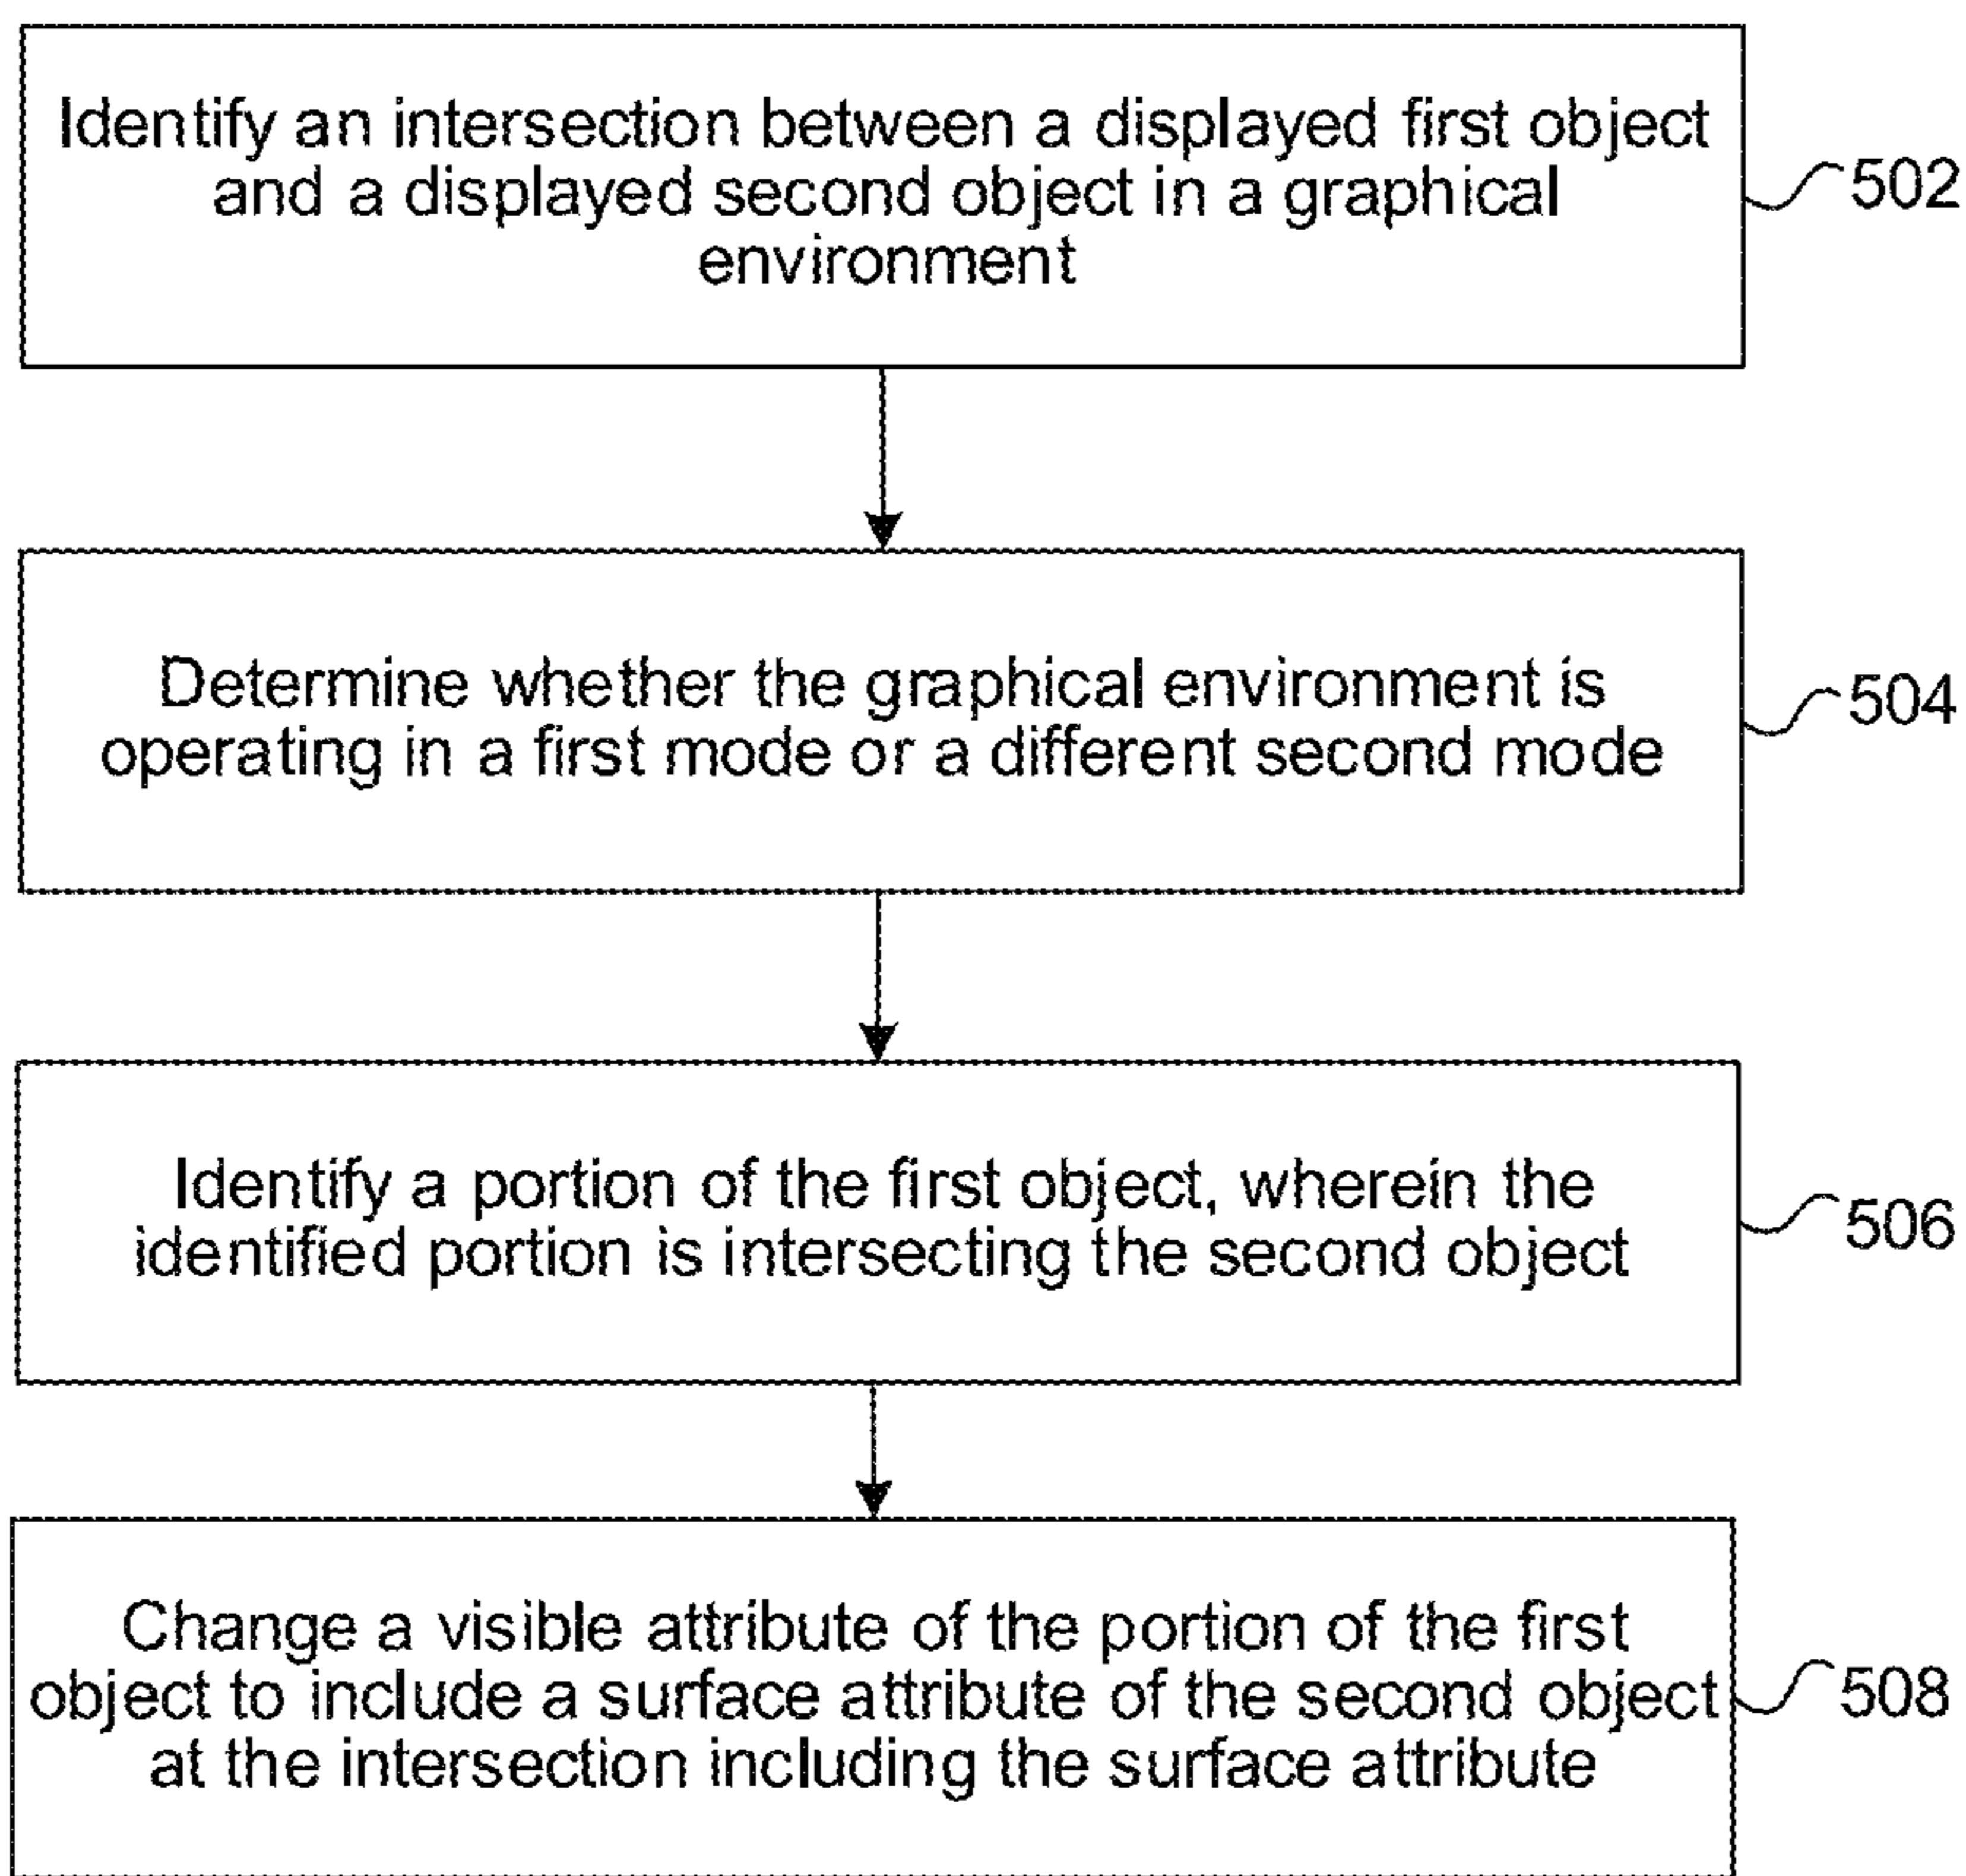 Identify an intersection between a displayed first object
and a displayed second object in a graphical
environment
502
Determine whether the graphical environment is
operating in a first mode or a different second mode
504
Identify a portion of the first object, wherein the
identified portion is intersecting the second object
506
Change a visible attribute of the portion of the first
object to include a surface attribute of the second object
at the intersection including the surface attribute
508